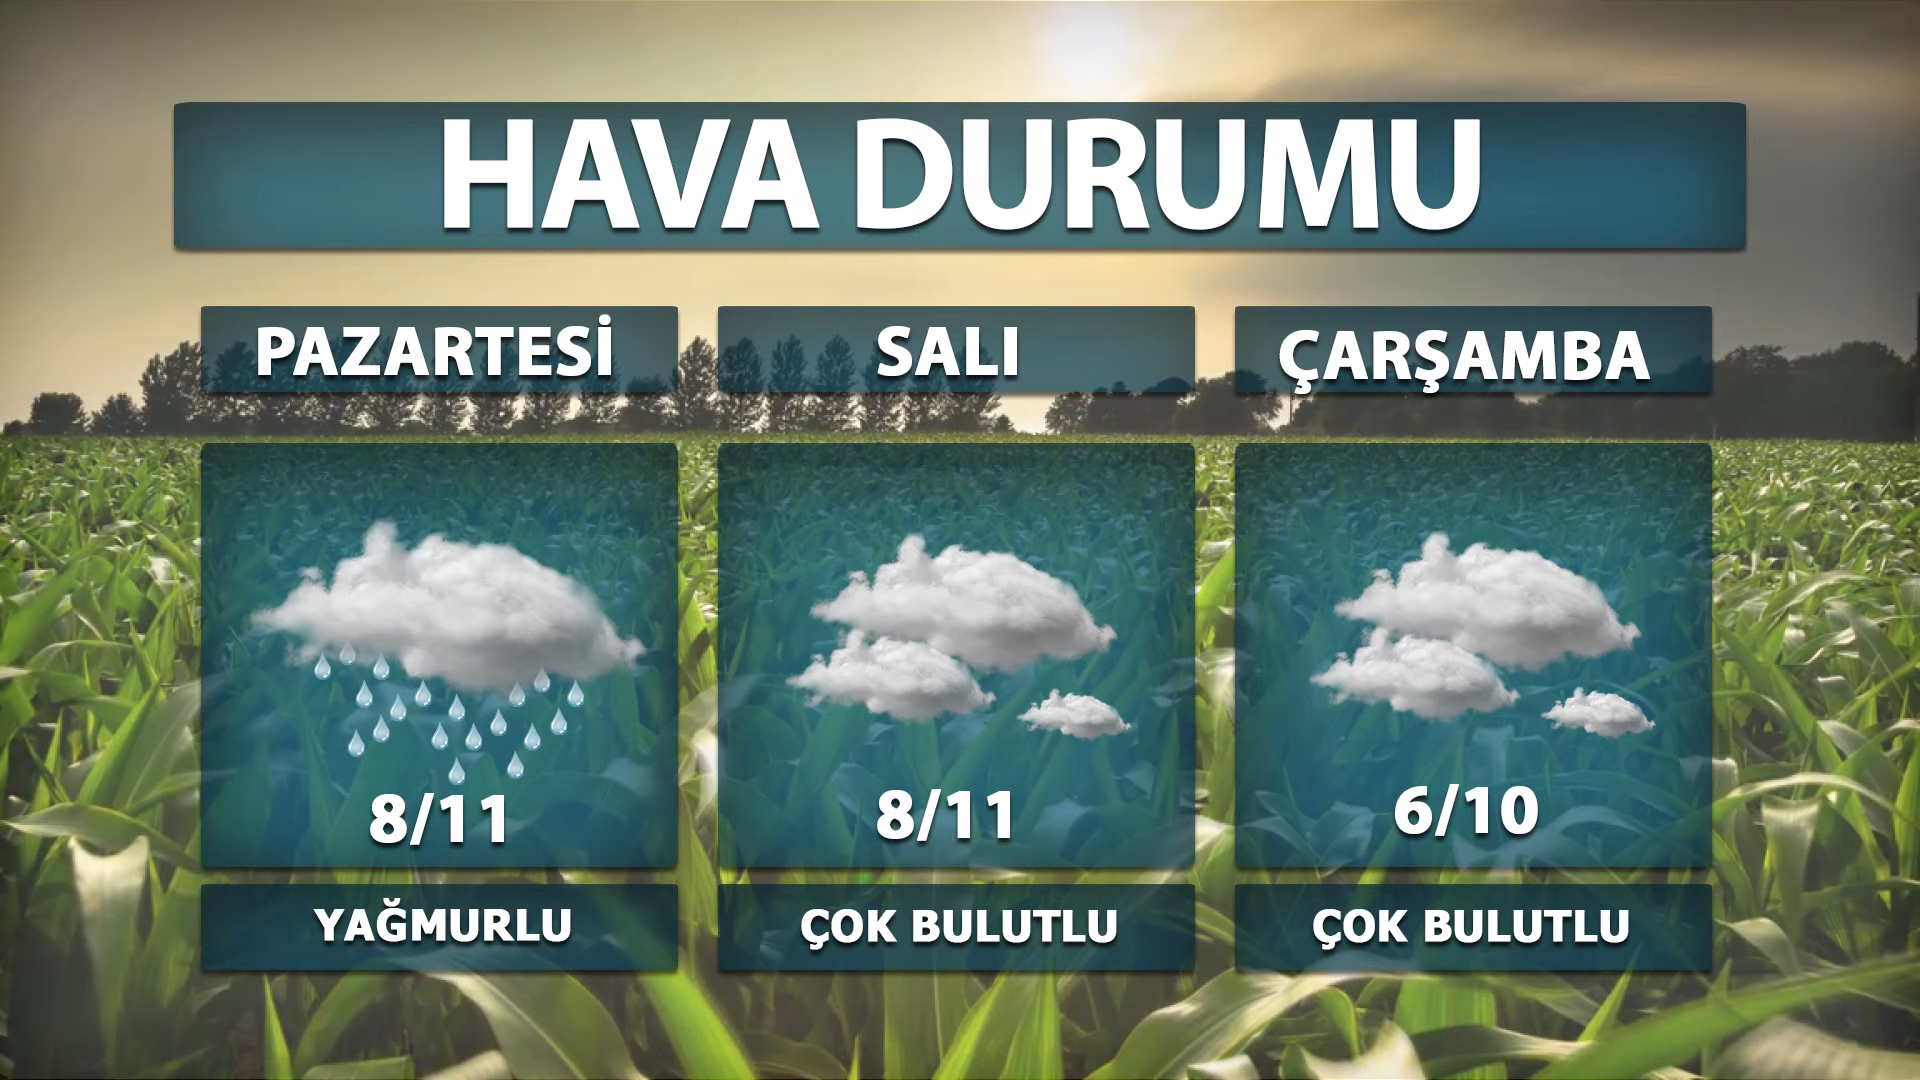 HAVA DURUMU
PAZARTESİ
SALI
ÇARŞAMBA
8/11
8/11
6/10
YAĞMURLU
ÇOK BULUTLU
ÇOK BULUTLU